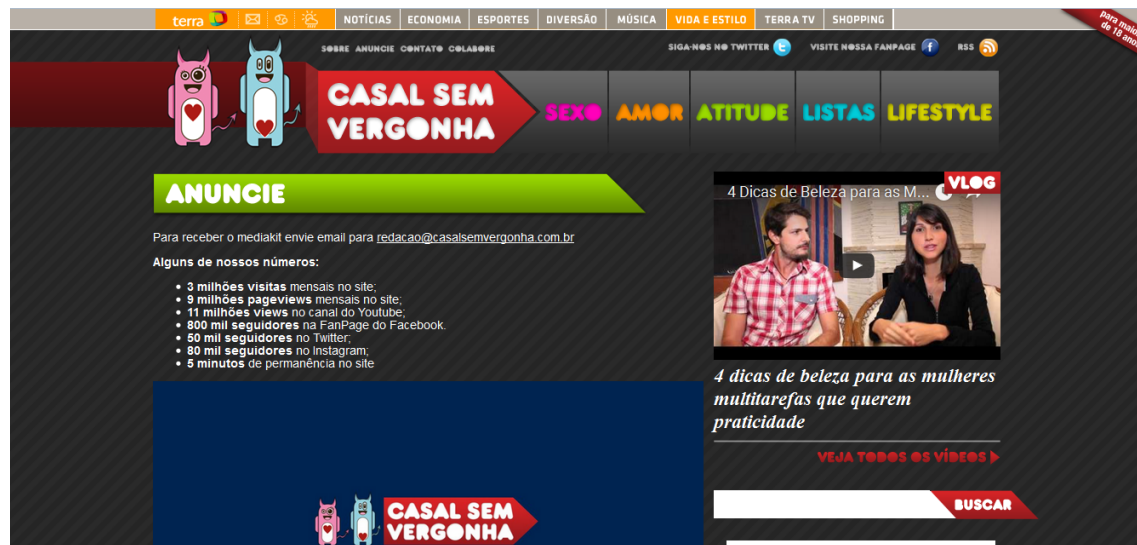 terra NOTÍCIAS ECONOMIA ESPORTES DIVERSÃO MÚSICA VIDA E ESTILO TERRA TV SHOPPING
para maio
de 18 ano
SOBRE ANUNCIE CONTATO COLABORE
SIGA-NOS NO TWITTER VISITE NOSSA FANPAGE RSS
CASAL SEM
VERGONHA
SEXO AMOR ATITUDE LISTAS LIFESTYLE
ANUNCIE
Para receber o mediakit envie email para redacao@casalsemvergonha.com.br
Alguns de nossos números:
3 milhões visitas mensais no site;
9 milhões pageviews mensais no site;
11 milhões views no canal do Youtube;
800 mil seguidores na FanPage do Facebook.
50 mil seguidores no Twitter;
80 mil seguidores no Instagram;
5 minutos de permanência no site
CASAL SEM
VERGONHA
VLOG
4 Dicas de Beleza para as M...
4 dicas de beleza para as mulheres
multitarefas que querem
praticidade
VEJA TODOS OS VÍDEOS
BUSCAR